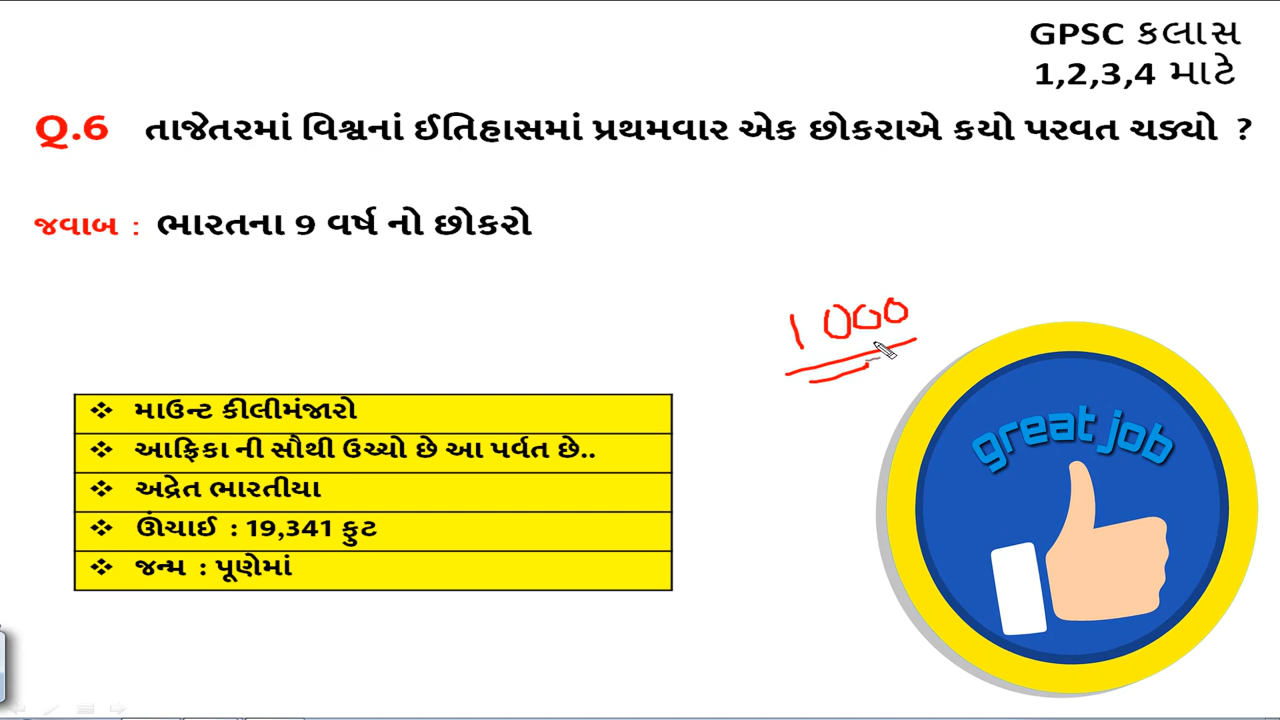 GPSC કલાસ
1,2,3,4 માટે
Q.6 તાજેતરમાં વિશ્વનાં ઈતિહાસમાં પ્રથમવાર એક છોકરાએ કયો પરવત ચડ્યો ?
જવાબ : ભારતના 9 વર્ષ નો છોકરો
1000
❖ માઉન્ટ કીલીમંજારો
❖ આફ્રિકા ની સૌથી ઉચ્ચો છે આ પર્વત છે..
❖ અદ્રેત ભારતીયા
❖ ઊંચાઈ : 19,341 ફુટ
❖ જન્મ : પૂણેમાં
great job